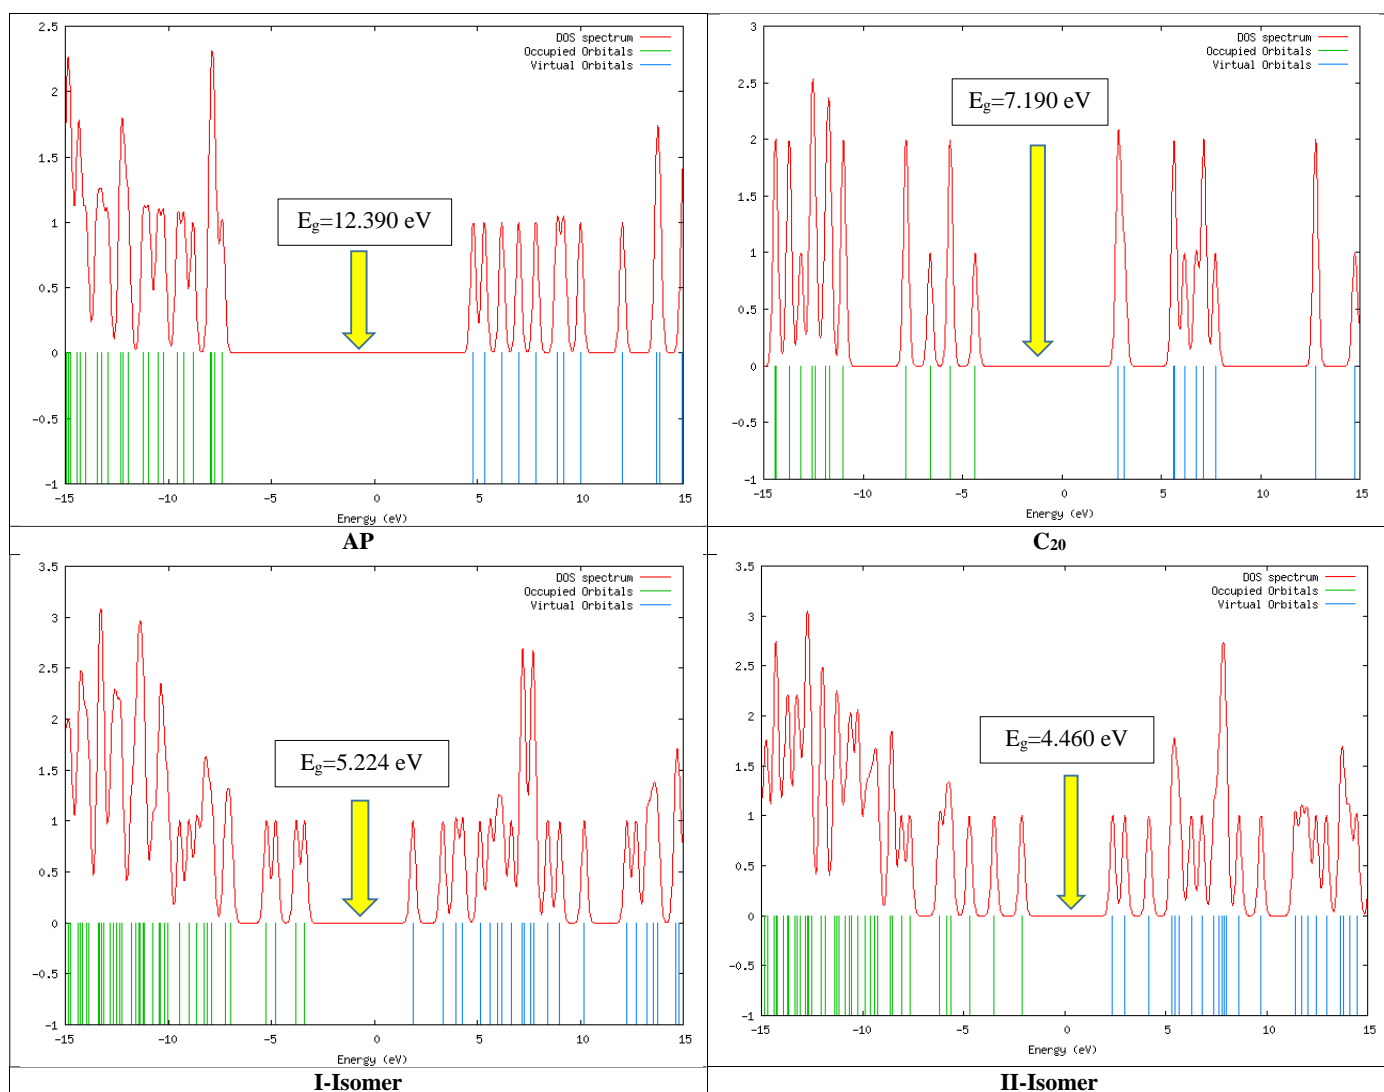 2.5
2
1.5
1
0.5
0
-0.5
-1
DOS spectrum
Occupied Orbitals
Virtual Orbitals
Eg=12.390 eV
-15 -10 -5 0 5 10 15
Energy (eV)
AP
3
2.5
2
1.5
1
0.5
0
-0.5
-1
DOS spectrum
Occupied Orbitals
Virtual Orbitals
Eg=7.190 eV
-15 -10 -5 0 5 10 15
Energy (eV)
C20
3.5
3
2.5
2
1.5
1
0.5
0
-0.5
-1
DOS spectrum
Occupied Orbitals
Virtual Orbitals
Eg=5.224 eV
-15 -10 -5 0 5 10 15
Energy (eV)
I-Isomer
3.5
3
2.5
2
1.5
1
0.5
0
-0.5
-1
DOS spectrum
Occupied Orbitals
Virtual Orbitals
Eg=4.460 eV
-15 -10 -5 0 5 10 15
Energy (eV)
II-Isomer